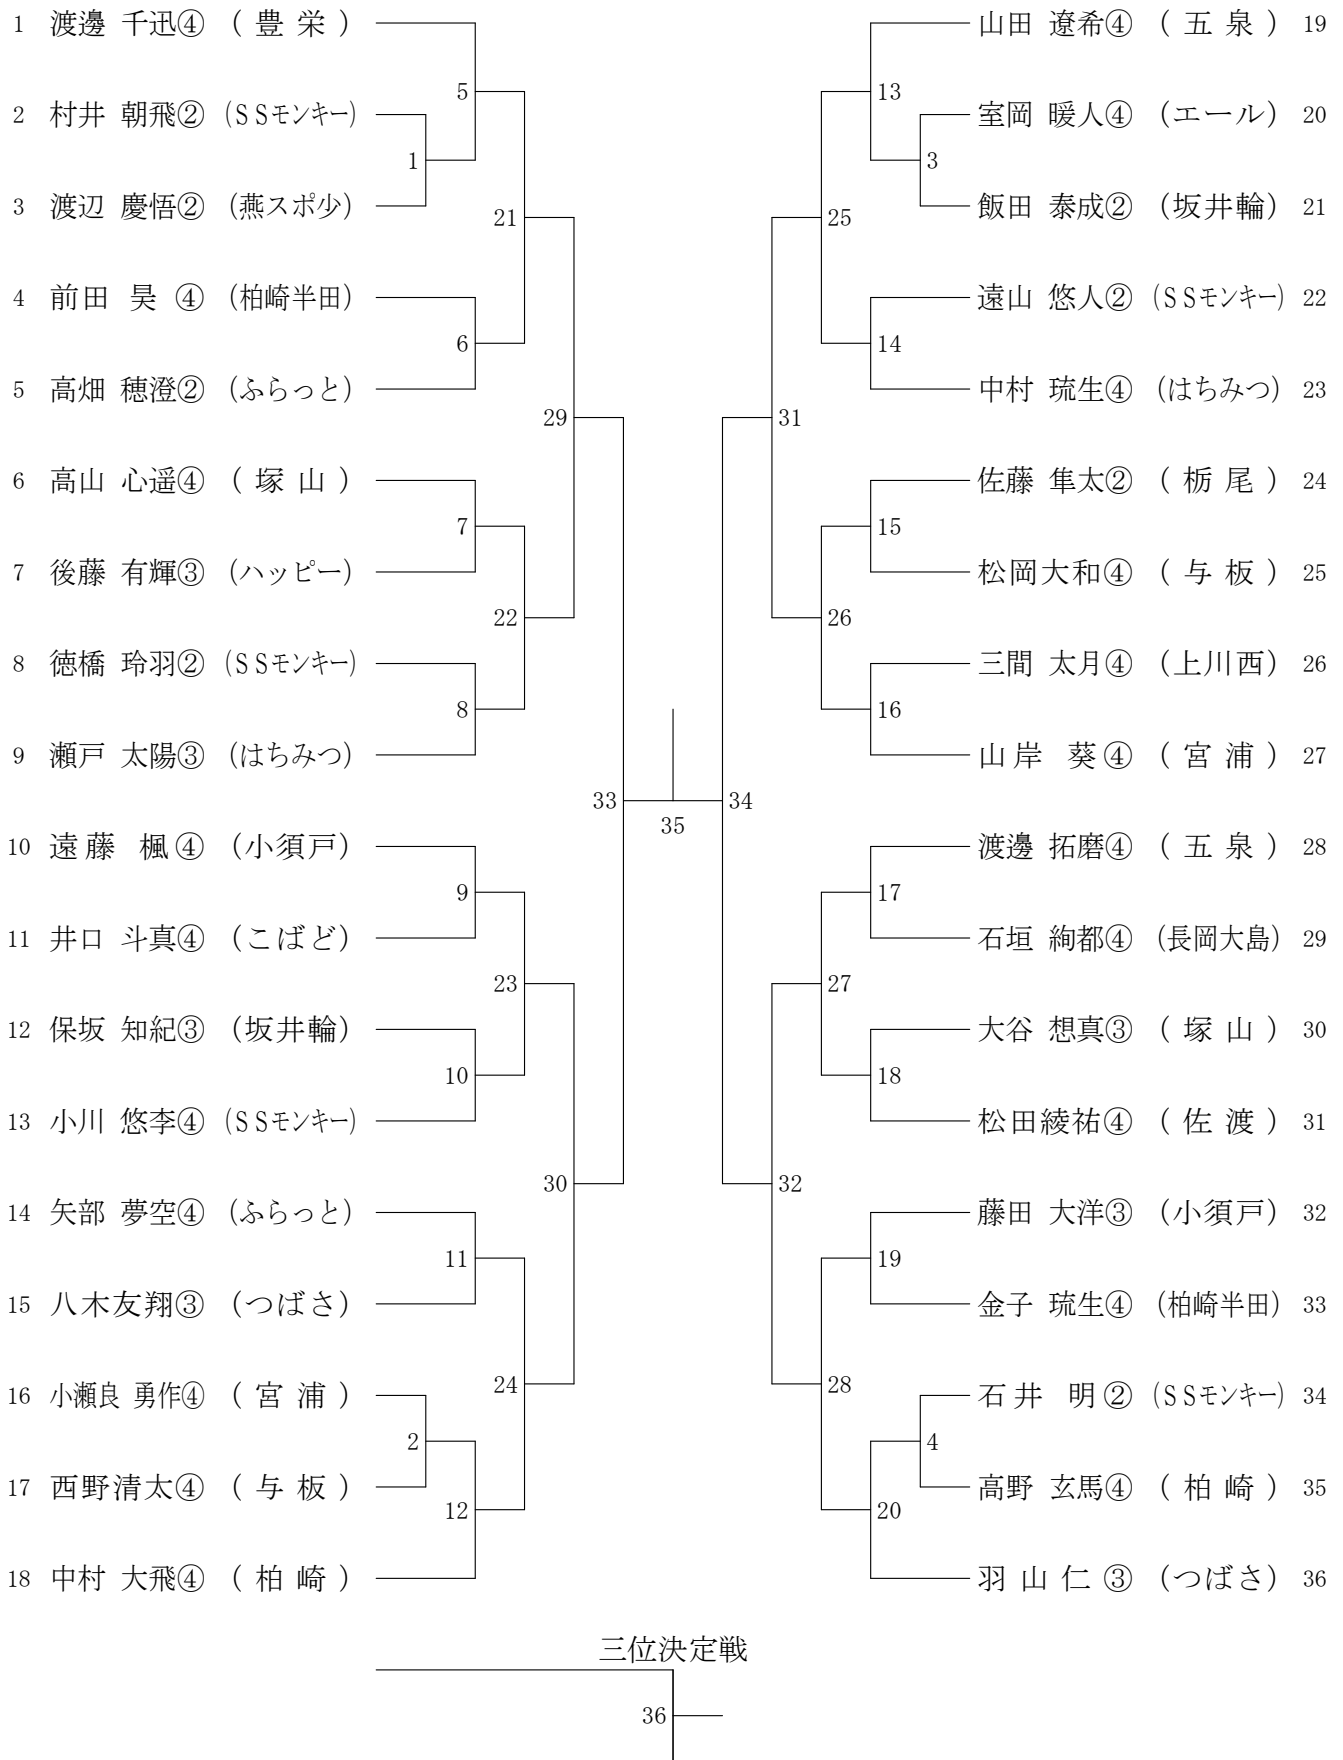 1 渡邊 千迅④ ( 豊 栄 )
2 村井 朝飛② (ＳＳモンキー)
3 渡辺 慶悟② (燕スポ少)
4 前田 昊 ④ (柏崎半田)
5 高畑 穂澄② (ふらっと)
6 高山 心遥④ ( 塚 山 )
7 後藤 有輝③ (ハッピー)
8 徳橋 玲羽② (ＳＳモンキー)
9 瀬戸 太陽③ (はちみつ)
10 遠藤 楓④ (小須戸)
11 井口 斗真④ (こばど)
12 保坂 知紀③ (坂井輪)
13 小川 悠李④ (ＳＳモンキー)
14 矢部 夢空④ (ふらっと)
15 八木友翔③ (つばさ)
16 小瀬良 勇作④ ( 宮 浦 )
17 西野清太④ ( 与 板 )
18 中村 大飛④ ( 柏 崎 )
5
1
21
6
29
7
22
8
33
9
23
10
30
11
24
2
12
35
13
3
25
14
31
15
26
16
34
17
27
18
32
19
28
4
20
山田 遼希④ ( 五 泉 ) 19
室岡 暖人④ (エール) 20
飯田 泰成② (坂井輪) 21
遠山 悠人② (ＳＳモンキー) 22
中村 琉生④ (はちみつ) 23
佐藤 隼太② ( 栃 尾 ) 24
松岡大和④ ( 与 板 ) 25
三間 太月④ (上川西) 26
山岸 葵④ ( 宮 浦 ) 27
渡邊 拓磨④ ( 五 泉 ) 28
石垣 絢都④ (長岡大島) 29
大谷 想真③ ( 塚 山 ) 30
松田綾祐④ ( 佐 渡 ) 31
藤田 大洋③ (小須戸) 32
金子 琉生④ (柏崎半田) 33
石井 明② (ＳＳモンキー) 34
高野 玄馬④ ( 柏 崎 ) 35
羽 山 仁 ③ (つばさ) 36
三位決定戦
36